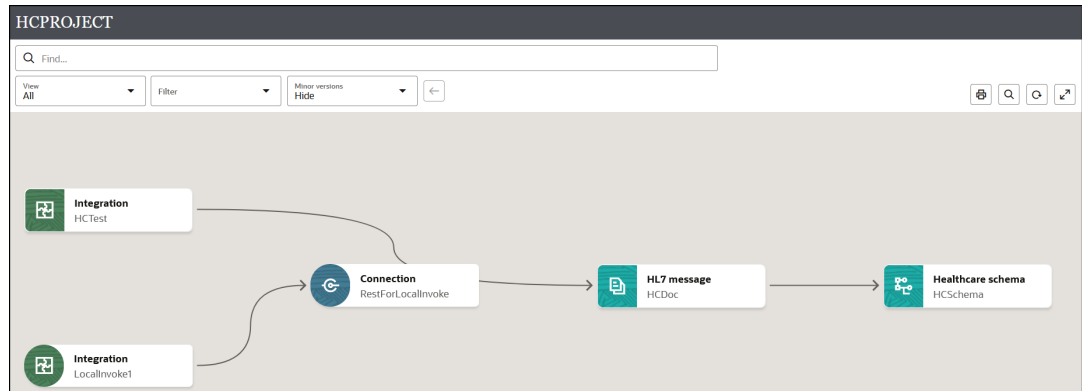 HCPROJECT
Find...
View
All
Filter
Minor versions
Hide
Integration
HCTest
Connection
RestForLocalInvoke
HL7 message
HCDoc
Healthcare schema
HCSchema
Integration
LocalInvoke1